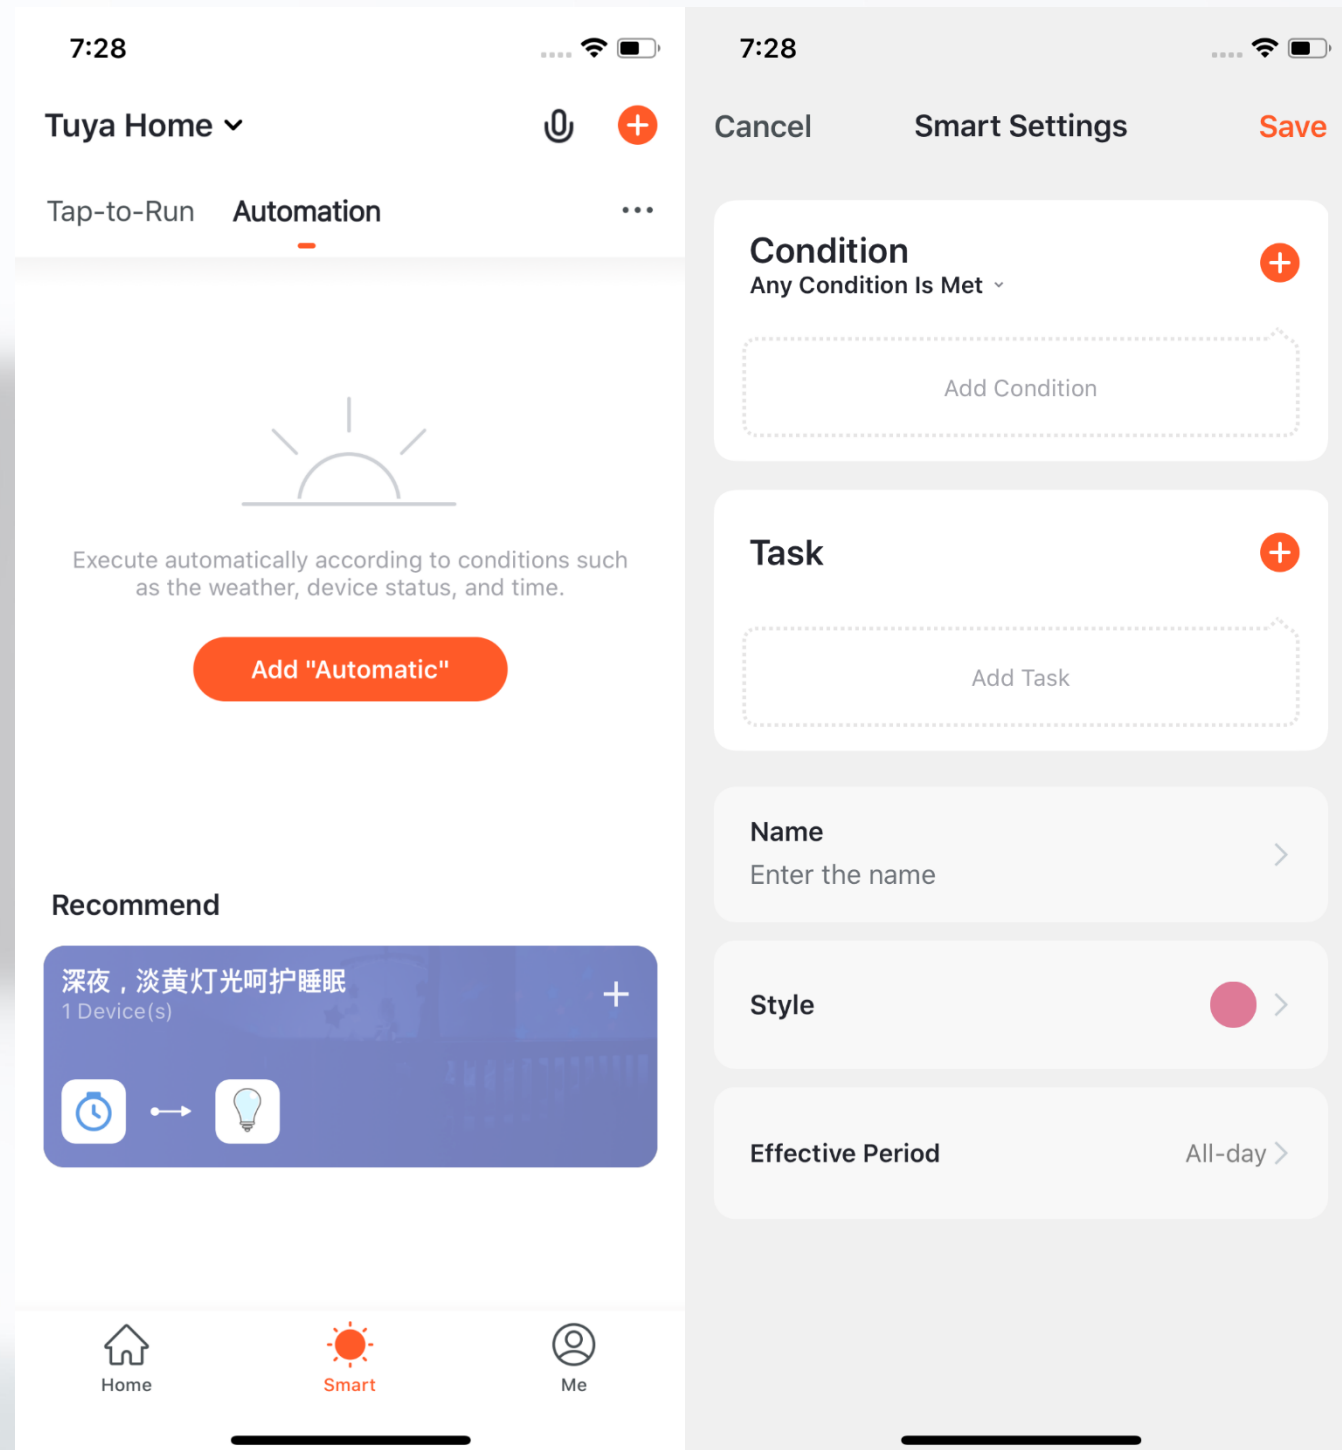 7:28
Tuya Home
Tap-to-Run
Automation
Execute automatically according to conditions such
as the weather, device status, and time.
Add "Automatic"
Recommend
深夜，淡黄灯光呵护睡眠
1 Device(s)
Home
Smart
Me
7:28
Cancel
Smart Settings
Save
Condition
Any Condition Is Met
Add Condition
Task
Add Task
Name
Enter the name
Style
Effective Period
All-day